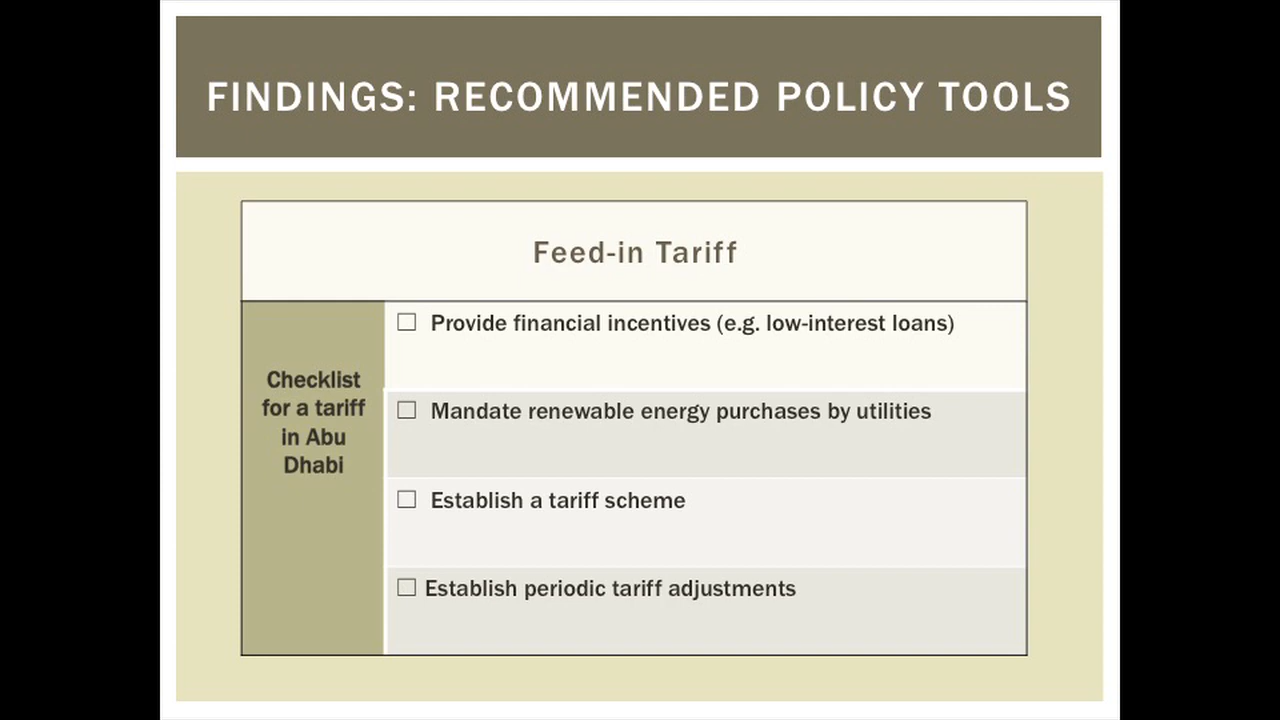 FINDINGS: RECOMMENDED POLICY TOOLS
Feed-in Tariff
Checklist
for a tariff
in Abu
Dhabi
☐ Provide financial incentives (e.g. low-interest loans)
☐ Mandate renewable energy purchases by utilities
☐ Establish a tariff scheme
☐ Establish periodic tariff adjustments